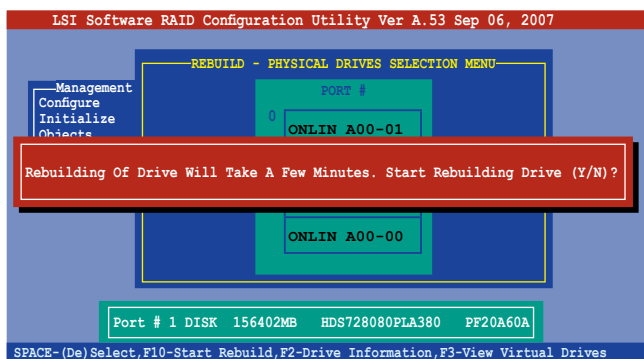 LSI Software RAID Configuration Utility Ver A.53 Sep 06, 2007
REBUILD - PHYSICAL DRIVES SELECTION MENU
Management
Configure
Initialize
Objects
PORT #
0
ONLIN A00-01
Rebuilding Of Drive Will Take A Few Minutes. Start Rebuilding Drive (Y/N)?
ONLIN A00-00
Port # 1 DISK 156402MB HDS728080PLA380 PF20A60A
SPACE-(De)Select,F10-Start Rebuild,F2-Drive Information,F3-View Virtual Drives